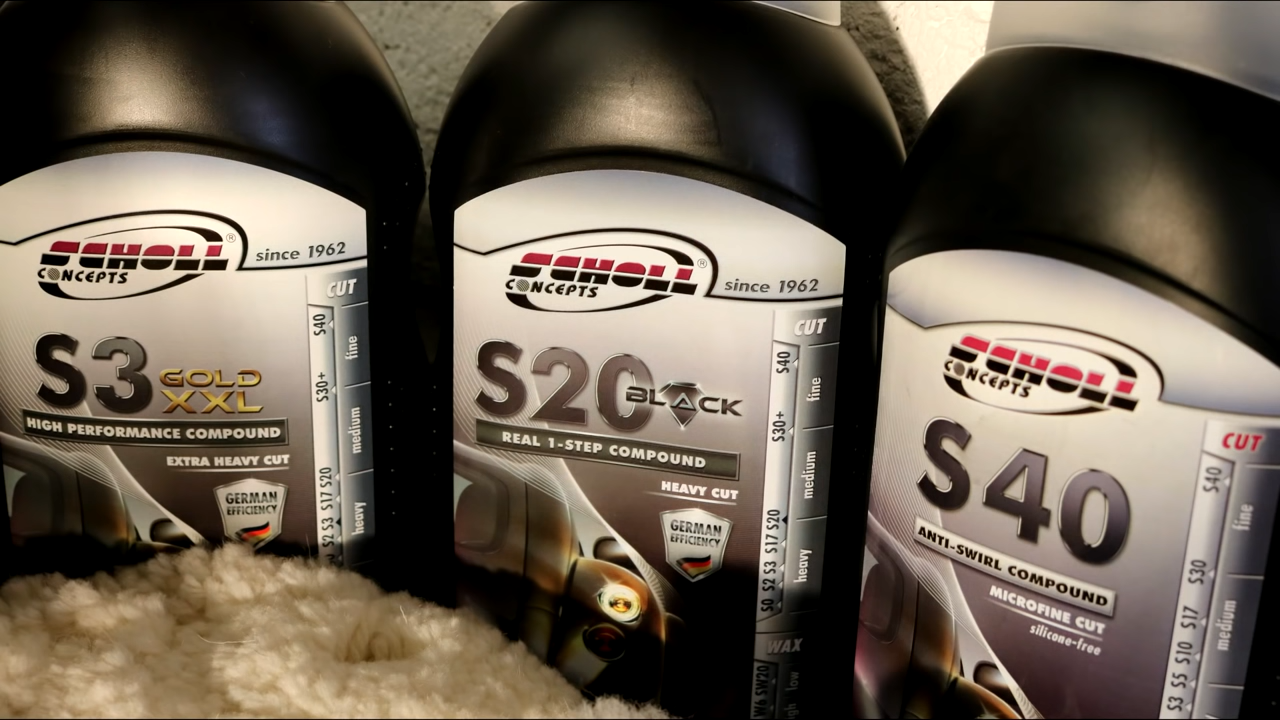 SCHOLL®
CONCEPTS
since 1962
S3 GOLD
XXL
HIGH PERFORMANCE COMPOUND
EXTRA HEAVY CUT
GERMAN
EFFICIENCY
CUT
S40
S30+
S17 S20
S2 S3
fine
medium
heavy
SCHOLL®
CONCEPTS
since 1962
S20 BLACK
REAL 1-STEP COMPOUND
HEAVY CUT
GERMAN
EFFICIENCY
CUT
S40
S30+
S17 S20
S0 S2 S3
fine
medium
heavy
WAX
W6 SW20
low
SCHOLL
CONCEPTS
S40
ANTI-SWIRL COMPOUND
MICROFINE CUT
silicone-free
CUT
S40
S30
S3 S5 S10 S17
fine
medium